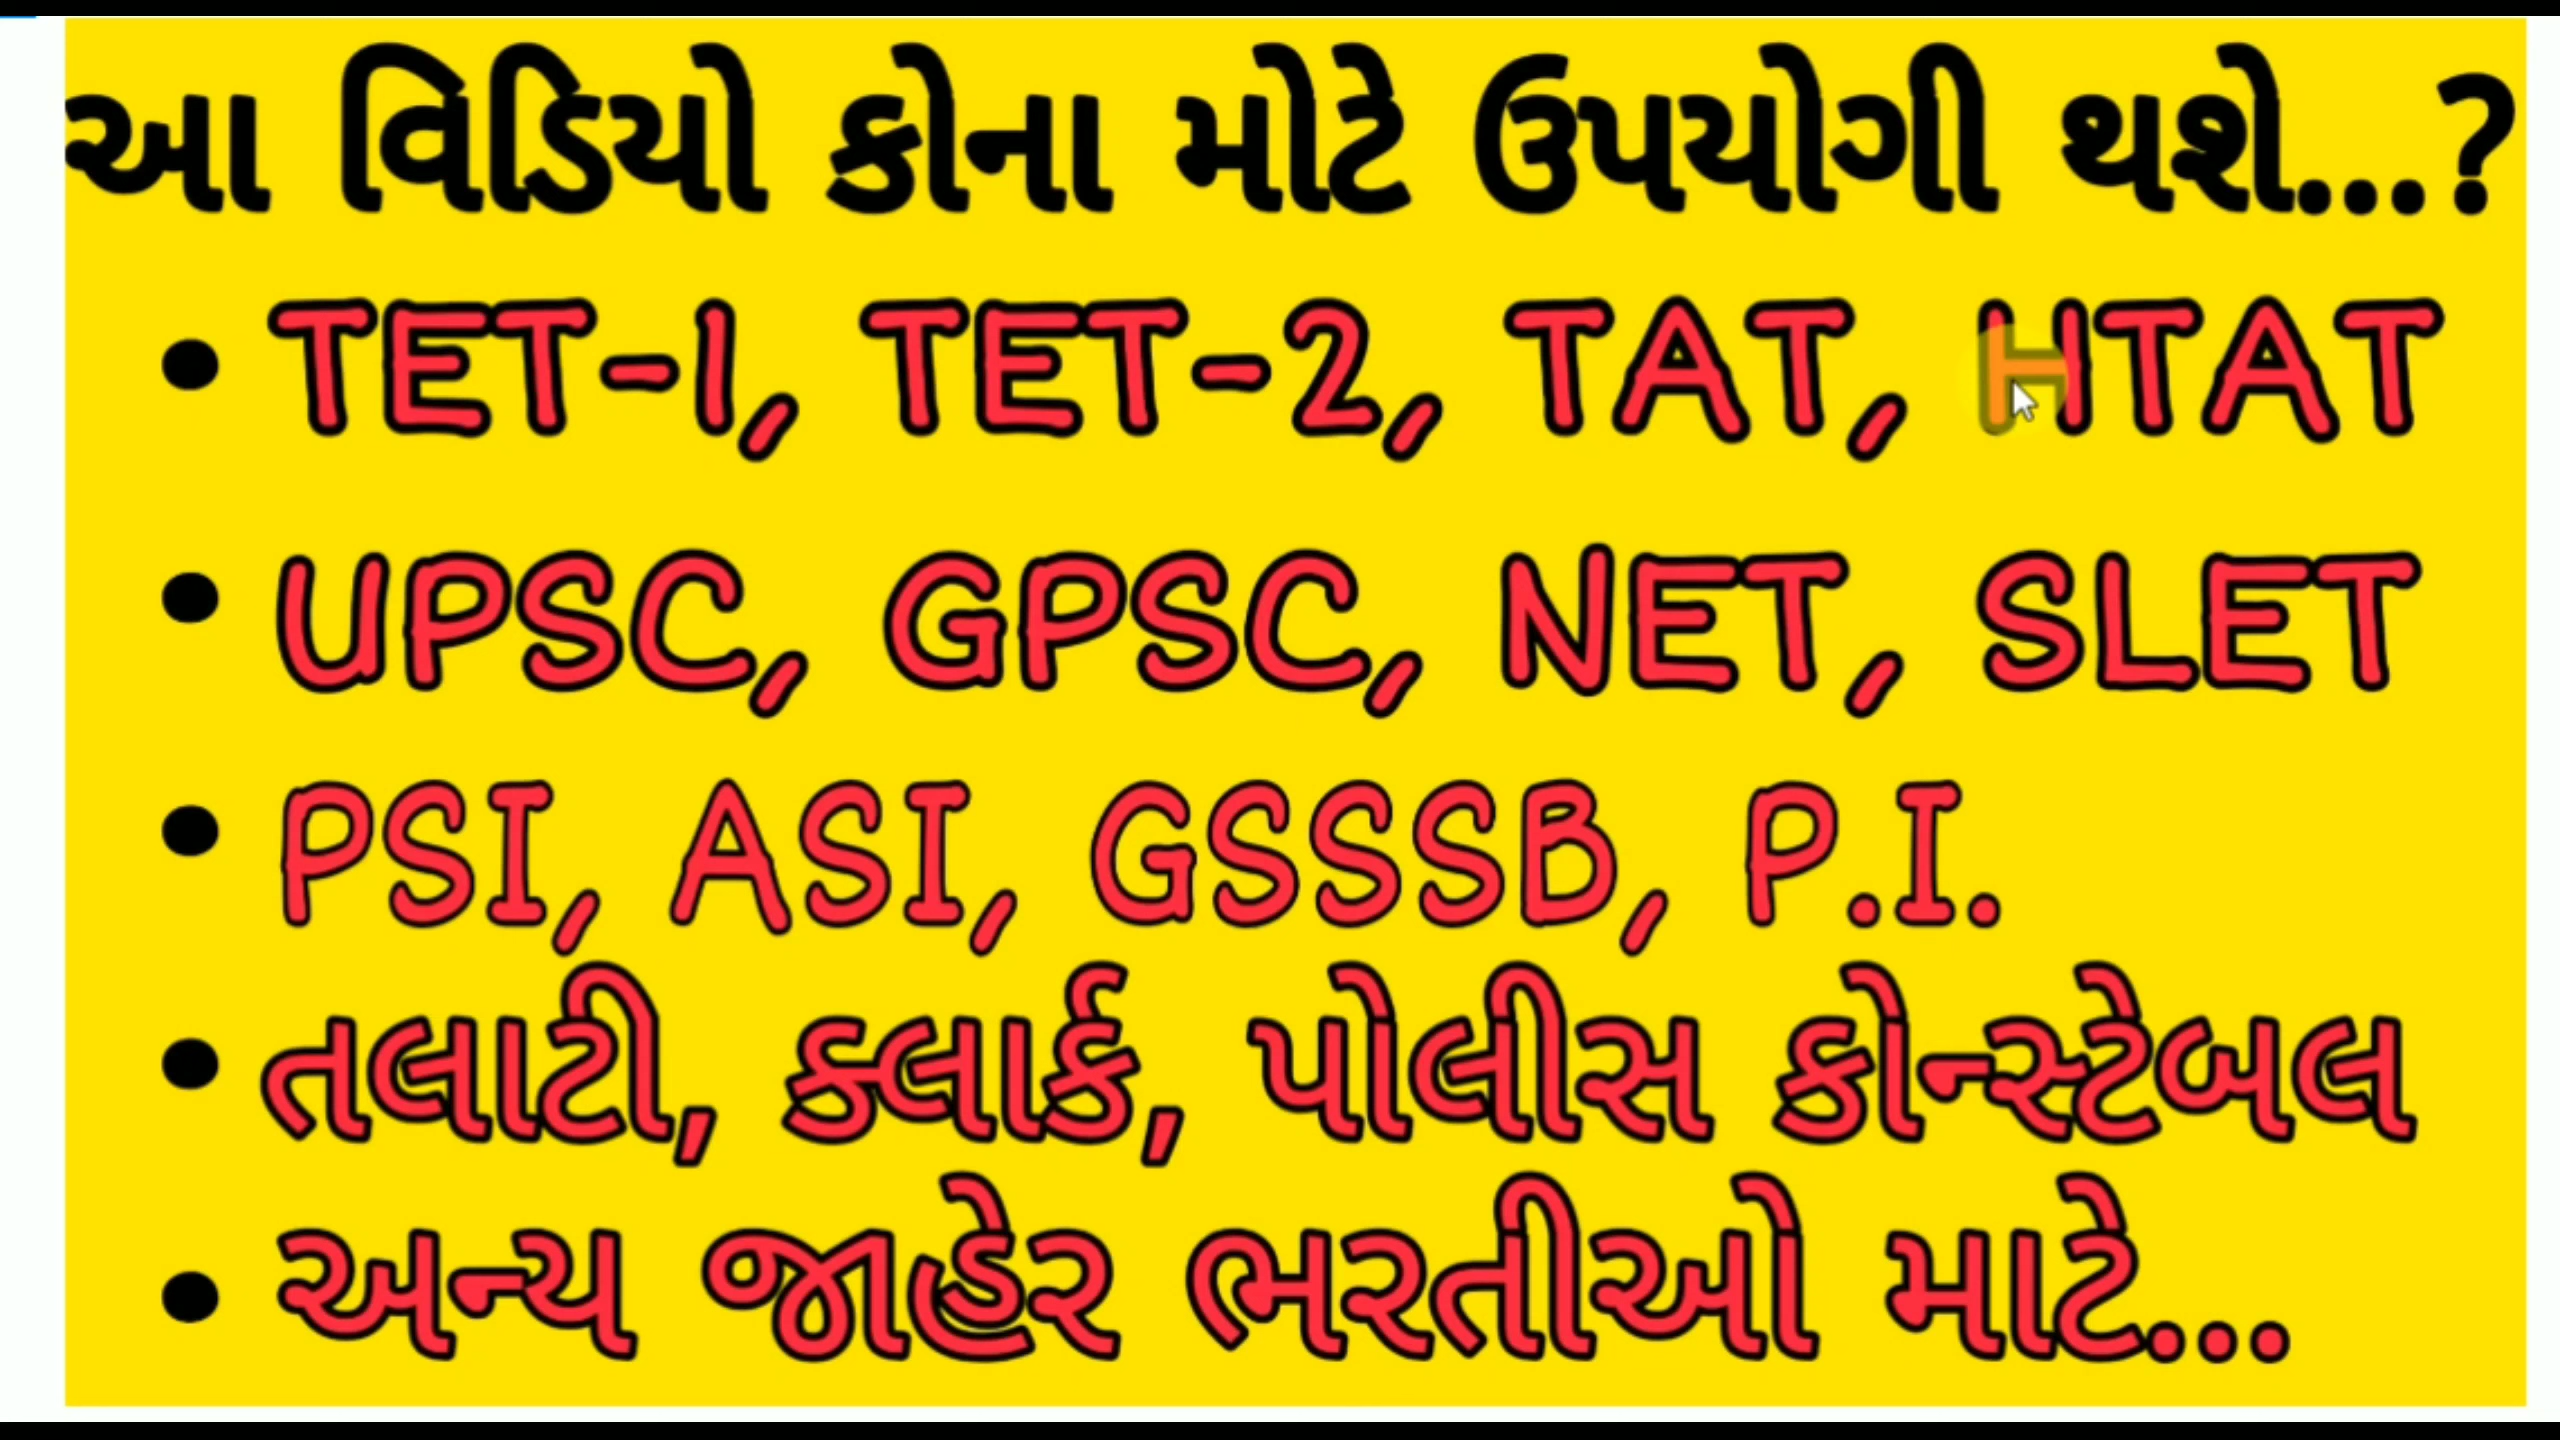 આ વિડિયો કોના મોટે ઉપયોગી થશે...?
• TET-1, TET-2, TAT, HTAT
• UPSC, GPSC, NET, SLET
• PSI, ASI, GSSSB, P.I.
• તલાટી, ક્લાર્ક, પોલીસ કોન્સ્ટેબલ
• અન્ય જાહેર ભરતીઓ માટે...